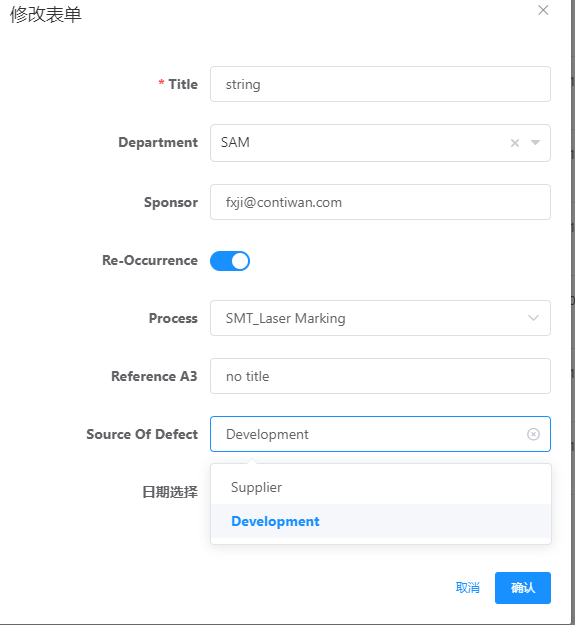 修改表单
* Title
string
Department
SAM
Sponsor
fxji@contiwan.com
Re-Occurrence
Process
SMT_Laser Marking
Reference A3
no title
Source Of Defect
Development
日期选择
Supplier
Development
取消
确认